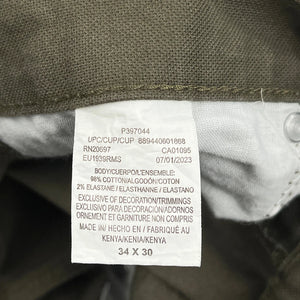 P397044
UPC/CUP/CUP 889440601868
RN20697 CA01095
EU1939RMS 07/01/2023
BODY/CUERPO/L'ENSEMBLE:
98% COTTON/ALGODÓN/COTON
2% ELASTANE / ELASTHANNE / ELASTANO
EXCLUSIVE OF DECORATION/TRIMMINGS
EXCLUSIVO PARA DECORACIÓN/ADORNOS
ORNEMENT ET GARNITURE NON COMPRIS
MADE IN/ HECHO EN / FABRIQUÉ AU
KENYA/KENIA/KENYA
34 X 30